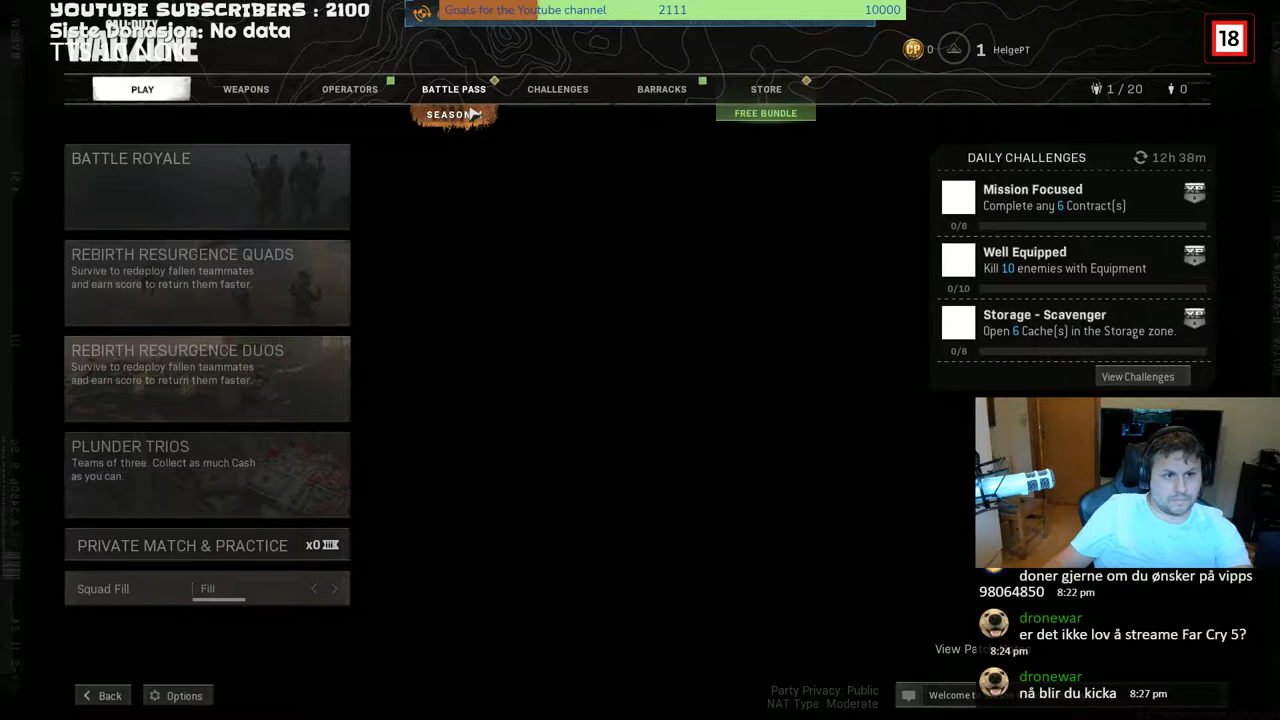 YOUTUBE SUBSCRIBERS : 2100
Goals for the Youtube channel 2111 10000
Siste Donasjon: No data
CALL OF DUTY
WARZONE
0 1 HelgePT
18
PLAY WEAPONS OPERATORS BATTLE PASS CHALLENGES BARRACKS STORE 1 / 20 0
SEASON FREE BUNDLE
BATTLE ROYALE
REBIRTH RESURGENCE QUADS
Survive to redeploy fallen teammates
and earn score to return them faster.
REBIRTH RESURGENCE DUOS
Survive to redeploy fallen teammates
and earn score to return them faster.
PLUNDER TRIOS
Teams of three. Collect as much Cash
as you can.
PRIVATE MATCH & PRACTICE x0
Squad Fill Fill
Back Options
DAILY CHALLENGES 12h 38m
Mission Focused
Complete any 6 Contract(s)
0/6
Well Equipped
Kill 10 enemies with Equipment
0/10
Storage - Scavenger
Open 6 Cache(s) in the Storage zone.
0/6
View Challenges
doner gjerne om du ønsker på vipps
98064850 8:22 pm
dronewar
er det ikke lov å streame Far Cry 5?
8:24 pm
dronewar
nå blir du kicka 8:27 pm
View
Party Privacy: Public
NAT Type: Moderate
Welcome to